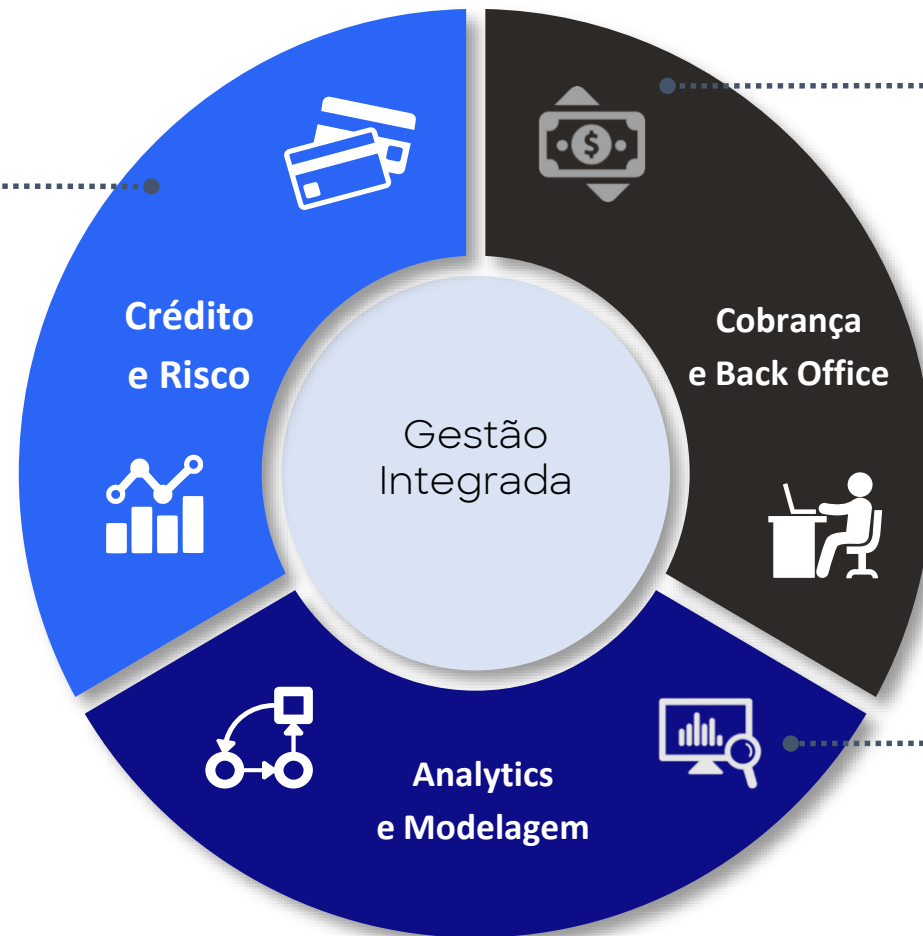 Crédito
e Risco
Cobrança
e Back Office
Gestão
Integrada
Analytics
e Modelagem